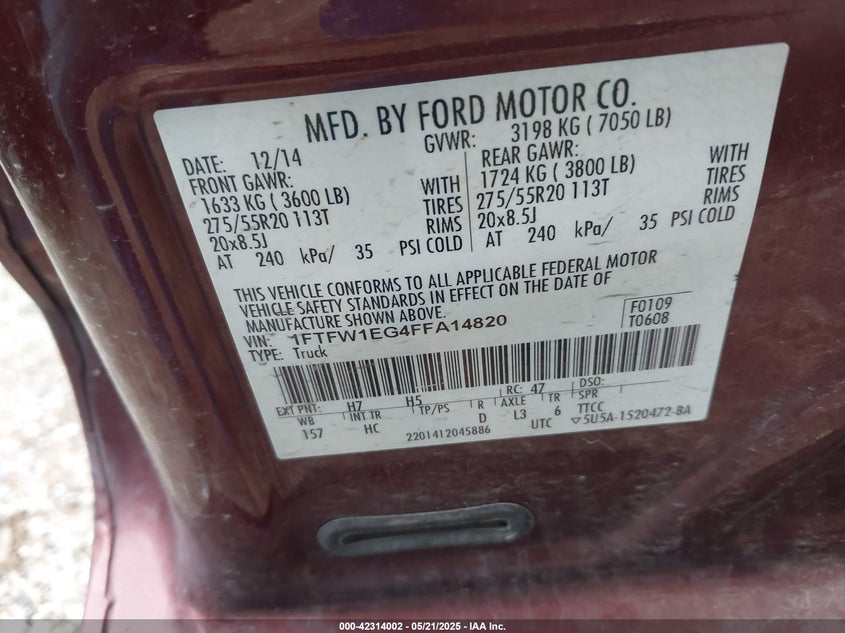 MFD. BY FORD MOTOR CO.
DATE: 12/14
GVWR: 3198 KG ( 7050 LB)
FRONT GAWR:
1633 KG ( 3600 LB) WITH
275/55R20 113T TIRES
20x8.5J RIMS
AT 240 kPa/ 35 PSI COLD
REAR GAWR:
1724 KG ( 3800 LB) WITH
275/55R20 113T TIRES
20x8.5J RIMS
AT 240 kPa/ 35 PSI COLD
THIS VEHICLE CONFORMS TO ALL APPLICABLE FEDERAL MOTOR
VEHICLE SAFETY STANDARDS IN EFFECT ON THE DATE OF
MANUFACTURE SHOWN ABOVE.
VIN: 1FTFW1EG4FFA14820
TYPE: Truck
F0109
T0608
EXT PNT: H7 H5 RC: 47 DSO:
WB INT TR TP/PS R AXLE TR SPR
157 HC D L3 6 TTCC
2201412045886 UTC ▽5U5A-1520472-BA
000-42314002 - 05/21/2025 - IAA Inc.